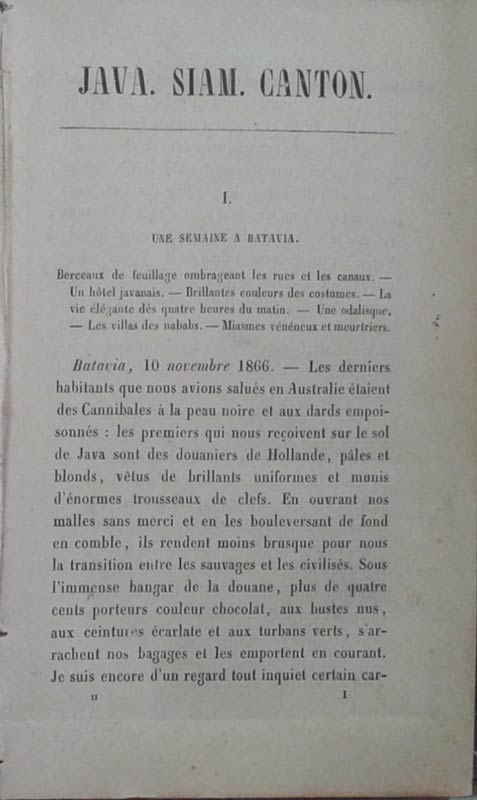 JAVA. SIAM. CANTON.
I.
UNE SEMAINE A BATAVIA.
Berceaux de feuillage ombrageant les rues et les canaux. —
Un hôtel javanais. — Brillantes couleurs des costumes. — La
vie élégante dès quatre heures du matin. — Une odalisque.
— Les villas des nababs. — Miasmes vénéneux et meurtriers.
Batavia, 10 novembre 1866. — Les derniers
habitants que nous avions salués en Australie étaient
des Cannibales à la peau noire et aux dards empoi-
sonnés : les premiers qui nous reçoivent sur le sol
de Java sont des douaniers de Hollande, pâles et
blonds, vêtus de brillants uniformes et munis
d'énormes trousseaux de clefs. En ouvrant nos
malles sans merci et en les bouleversant de fond
en comble, ils rendent moins brusque pour nous
la transition entre les sauvages et les civilisés. Sous
l'immense hangar de la douane, plus de quatre
cents porteurs couleur chocolat, aux bustes nus,
aux ceintures écarlate et aux turbans verts, s'ar-
rachent nos bagages et les emportent en courant.
Je suis encore d'un regard tout inquiet certain car-
II 1